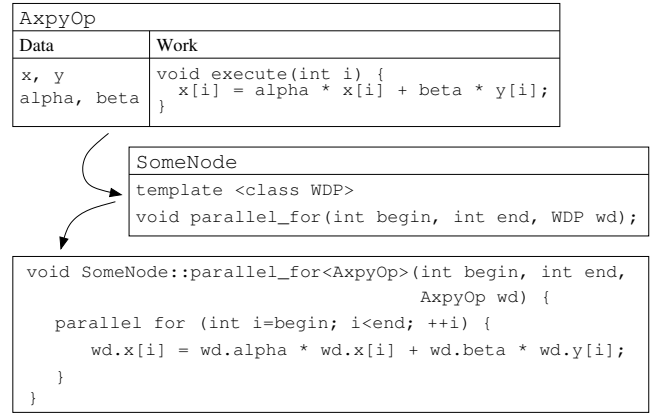 AxpyOp
Data Work
x, y void execute(int i) {
alpha, beta x[i] = alpha * x[i] + beta * y[i];
}
SomeNode
template <class WDP>
void parallel_for(int begin, int end, WDP wd);
void SomeNode::parallel_for<AxpyOp>(int begin, int end,
AxpyOp wd) {
parallel for (int i=begin; i<end; ++i) {
wd.x[i] = wd.alpha * wd.x[i] + wd.beta * wd.y[i];
}
}